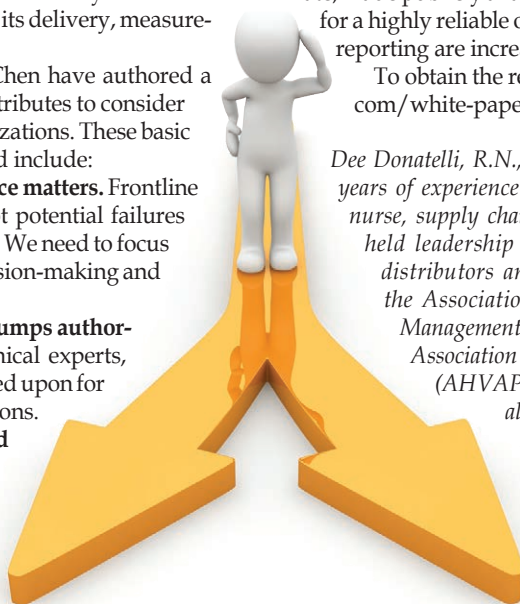 its delivery, measure-
Chen have authored a
tributes to consider
zations. These basic
d include:
ce matters. Frontline
ot potential failures
. We need to focus
sion-making and
umps author-
nical experts,
ed upon for
ons.
d
for a highly reliable o
reporting are increa
To obtain the re
com/white-pape
Dee Donatelli, R.N.,
years of experience
nurse, supply chai
held leadership
distributors an
the Associatio
Management
Association
(AHVAP
al